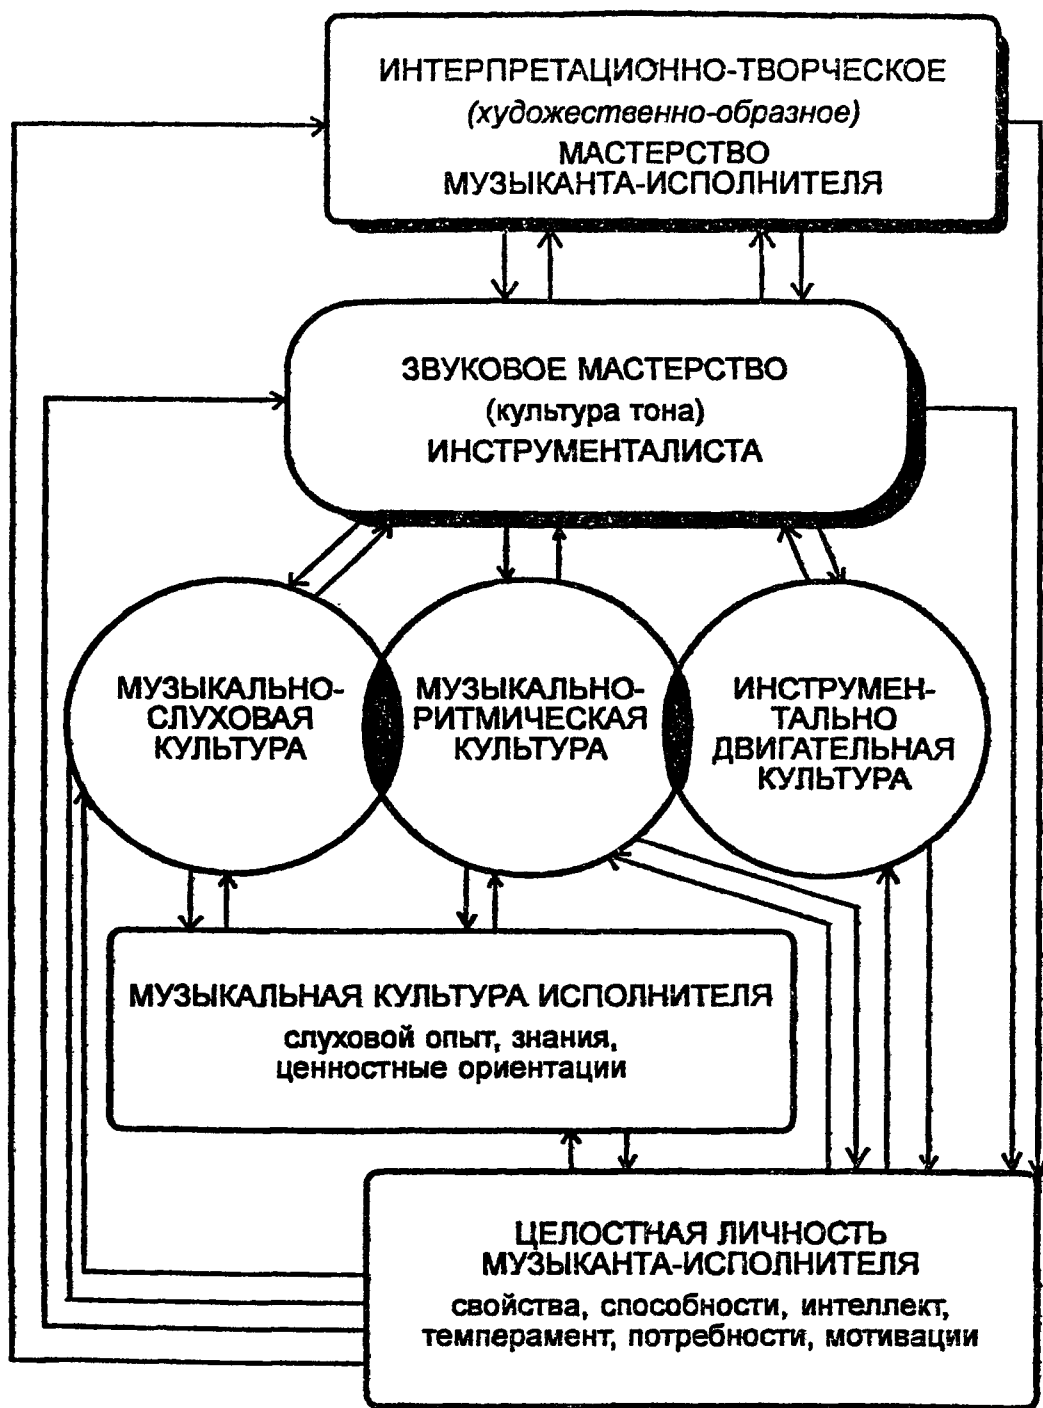 ИНТЕРПРЕТАЦИОННО-ТВОРЧЕСКОЕ
(художественно-образное)
МАСТЕРСТВО
МУЗЫКАНТА-ИСПОЛНИТЕЛЯ
ЗВУКОВОЕ МАСТЕРСТВО
(культура тона)
ИНСТРУМЕНТАЛИСТА
МУЗЫКАЛЬНО-
СЛУХОВАЯ
КУЛЬТУРА
МУЗЫКАЛЬНО-
РИТМИЧЕСКАЯ
КУЛЬТУРА
ИНСТРУМЕН-
ТАЛЬНО
ДВИГАТЕЛЬНАЯ
КУЛЬТУРА
МУЗЫКАЛЬНАЯ КУЛЬТУРА ИСПОЛНИТЕЛЯ
слуховой опыт, знания,
ценностные ориентации
ЦЕЛОСТНАЯ ЛИЧНОСТЬ
МУЗЫКАНТА-ИСПОЛНИТЕЛЯ
свойства, способности, интеллект,
темперамент, потребности, мотивации